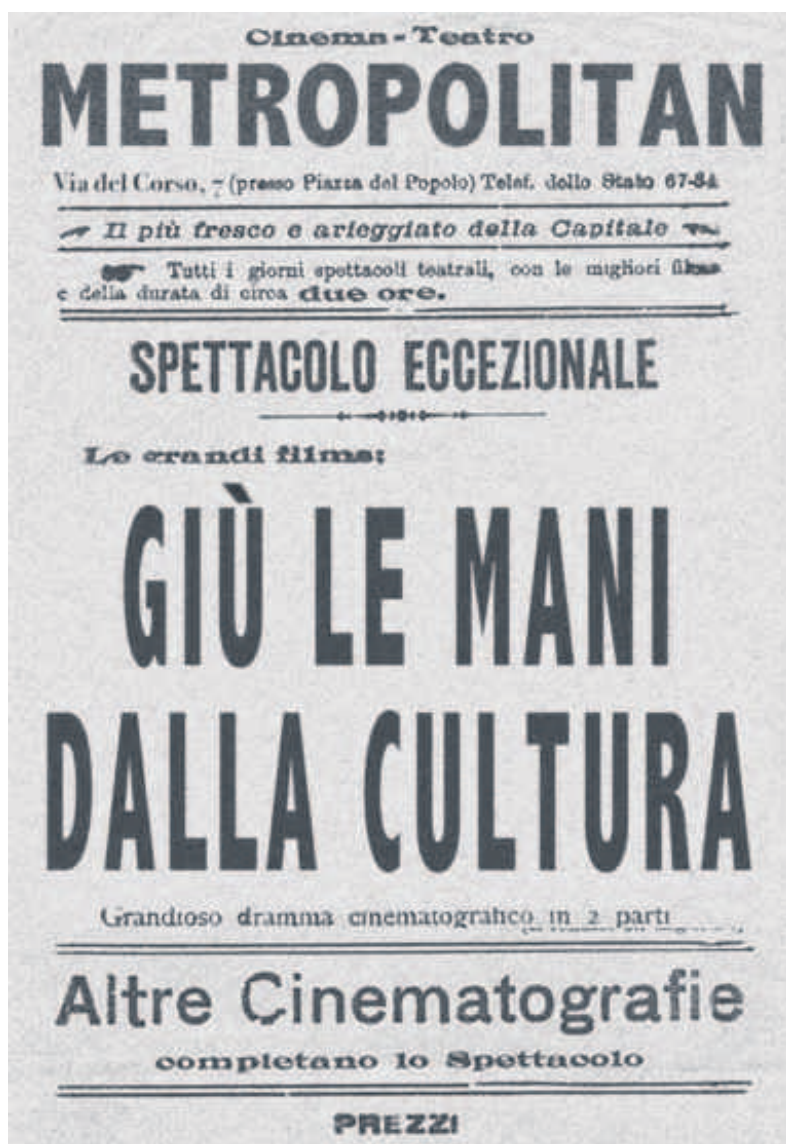 Cinema-Teatro
METROPOLITAN
Via del Corso, 7 (presso Piazza del Popolo) Telef. dello Stato 67-84
Il più fresco e arieggiato della Capitale
Tutti i giorni spettacoli teatrali, con le migliori films
e della durata di circa due ore.
SPETTACOLO ECCEZIONALE
Le grandi films:
GIÙ LE MANI
DALLA CULTURA
Grandioso dramma cinematografico in 2 parti
Altre Cinematografie
completano lo Spettacolo
PREZZI